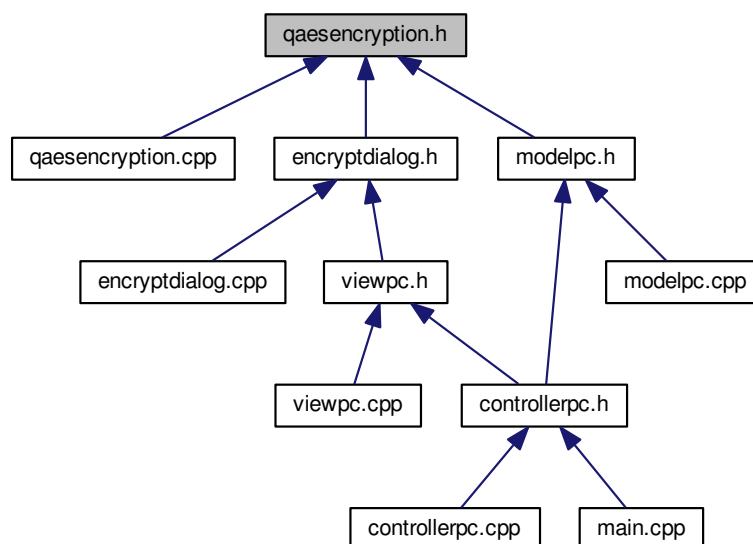 qaesencryption.h
qaesencryption.cpp
encryptdialog.h
modelpc.h
encryptdialog.cpp
viewpc.h
modelpc.cpp
viewpc.cpp
controllerpc.h
controllerpc.cpp
main.cpp